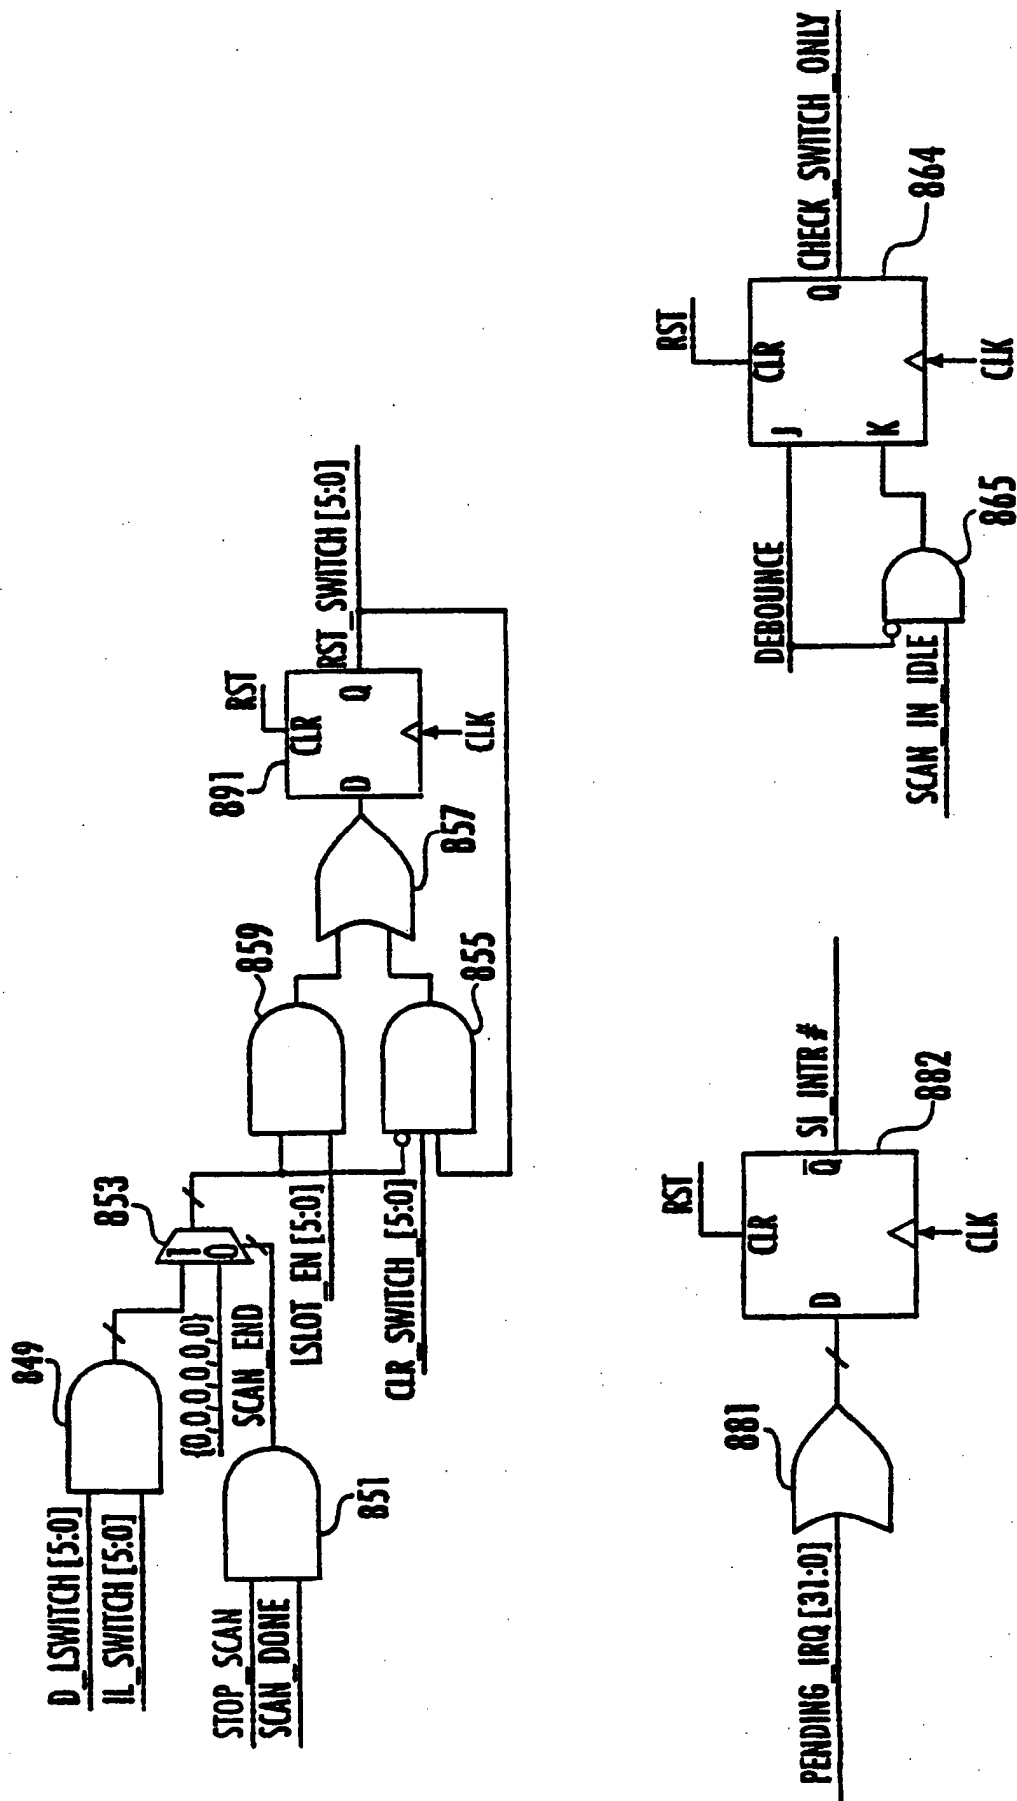 D_LSWITCH [5:0]
IL_SWITCH [5:0]
849
{0,0,0,0,0,0}
SCAN_END
STOP_SCAN
SCAN_DONE
851
853
1
0
LSLOT_EN [5:0]
CLR_SWITCH_[5:0]
859
855
857
891
RST
CLR
D
Q
CLK
RST_SWITCH [5:0]
PENDING_IRQ [31:0]
881
RST
CLR
D
Q
CLK
882
SI_INTR#
DEBOUNCE
SCAN_IN_IDLE
865
RST
CLR
J
K
Q
CLK
864
CHECK_SWITCH_ONLY